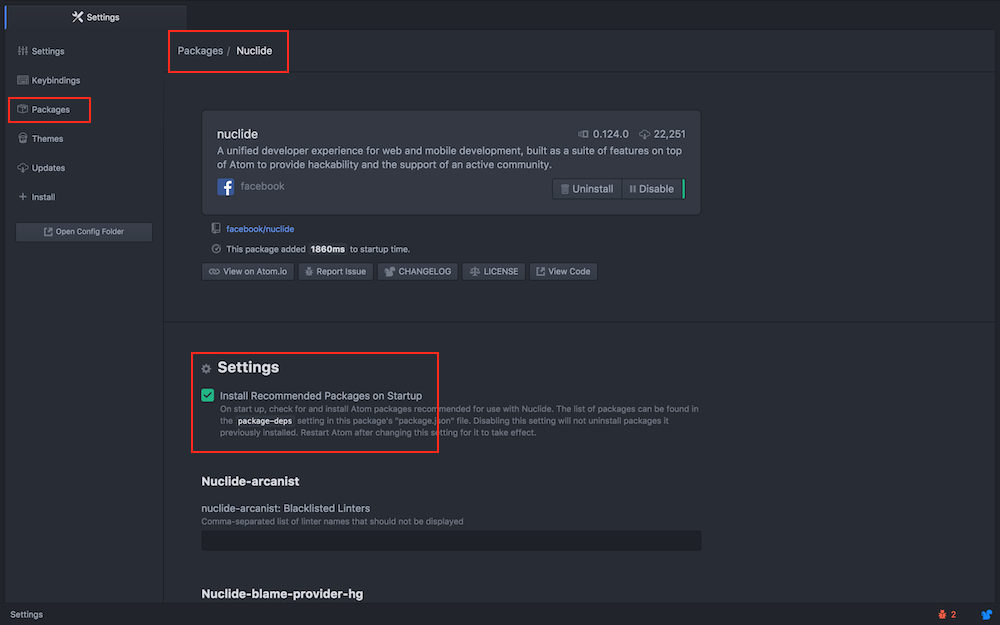 Settings
Settings
Keybindings
Packages
Themes
Updates
Install
Open Config Folder
Packages / Nuclide
nuclide
0.124.0 22,251
A unified developer experience for web and mobile development, built as a suite of features on top
of Atom to provide hackability and the support of an active community.
facebook
Uninstall Disable
facebook/nuclide
This package added 1860ms to startup time.
View on Atom.io Report Issue CHANGELOG LICENSE View Code
Settings
Install Recommended Packages on Startup
On start up, check for and install Atom packages recommended for use with Nuclide. The list of packages can be found in
the package-deps setting in this package's "package.json" file. Disabling this setting will not uninstall packages it
previously installed. Restart Atom after changing this setting for it to take effect.
Nuclide-arcanist
nuclide-arcanist: Blacklisted Linters
Comma-separated list of linter names that should not be displayed
Nuclide-blame-provider-hg
Settings
2